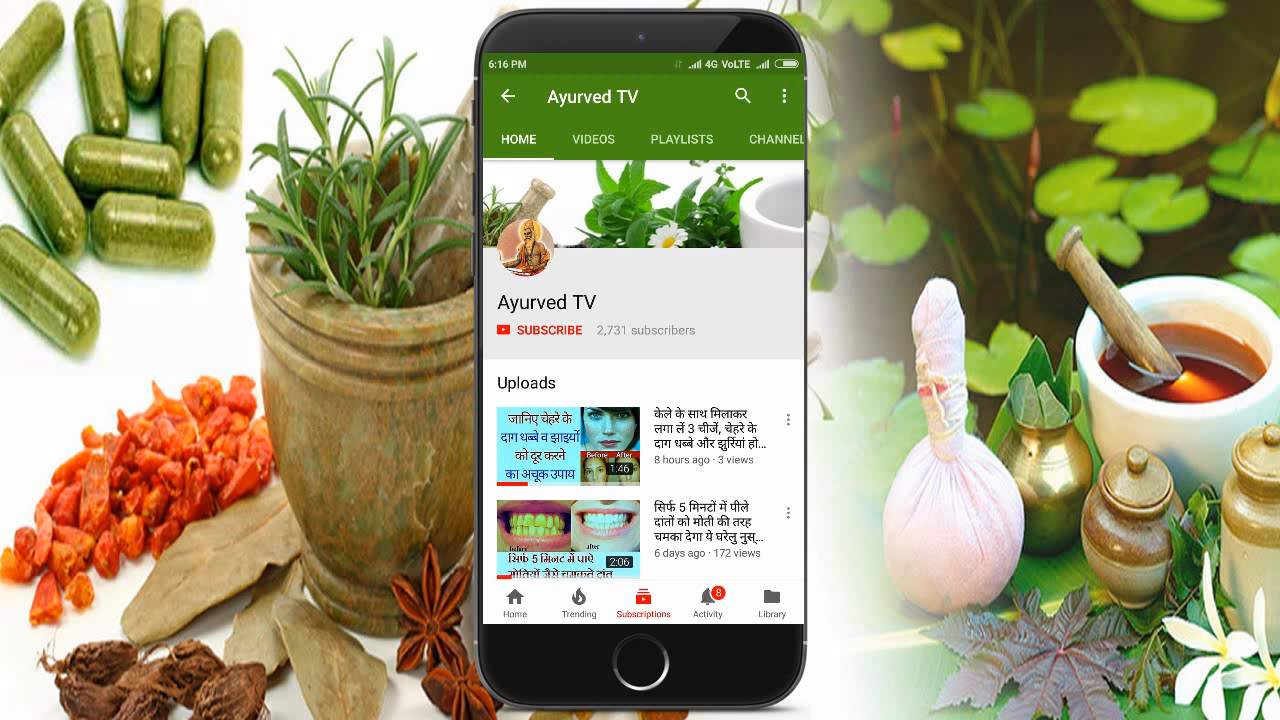 6:16 PM
4G VoLTE
Ayurved TV
HOME VIDEOS PLAYLISTS CHANNEL
Ayurved TV
SUBSCRIBE 2,731 subscribers
Uploads
जानिए चेहरे के
दाग धब्बे व झाइयों
को दूर करने
का अचूक उपाय
Before After
1:46
केले के साथ मिलाकर
लगा लें 3 चीजें, चेहरे के
दाग धब्बे और झुर्रियां हो...
8 hours ago · 3 views
before after
सिर्फ 5 मिनट में पाऐं
मोतियों जैसे चमकते दांत
2:06
सिर्फ 5 मिनटों में पीले
दांतों को मोती की तरह
चमका देगा ये घरेलु नुस्...
6 days ago · 172 views
8
Home Trending Subscriptions Activity Library